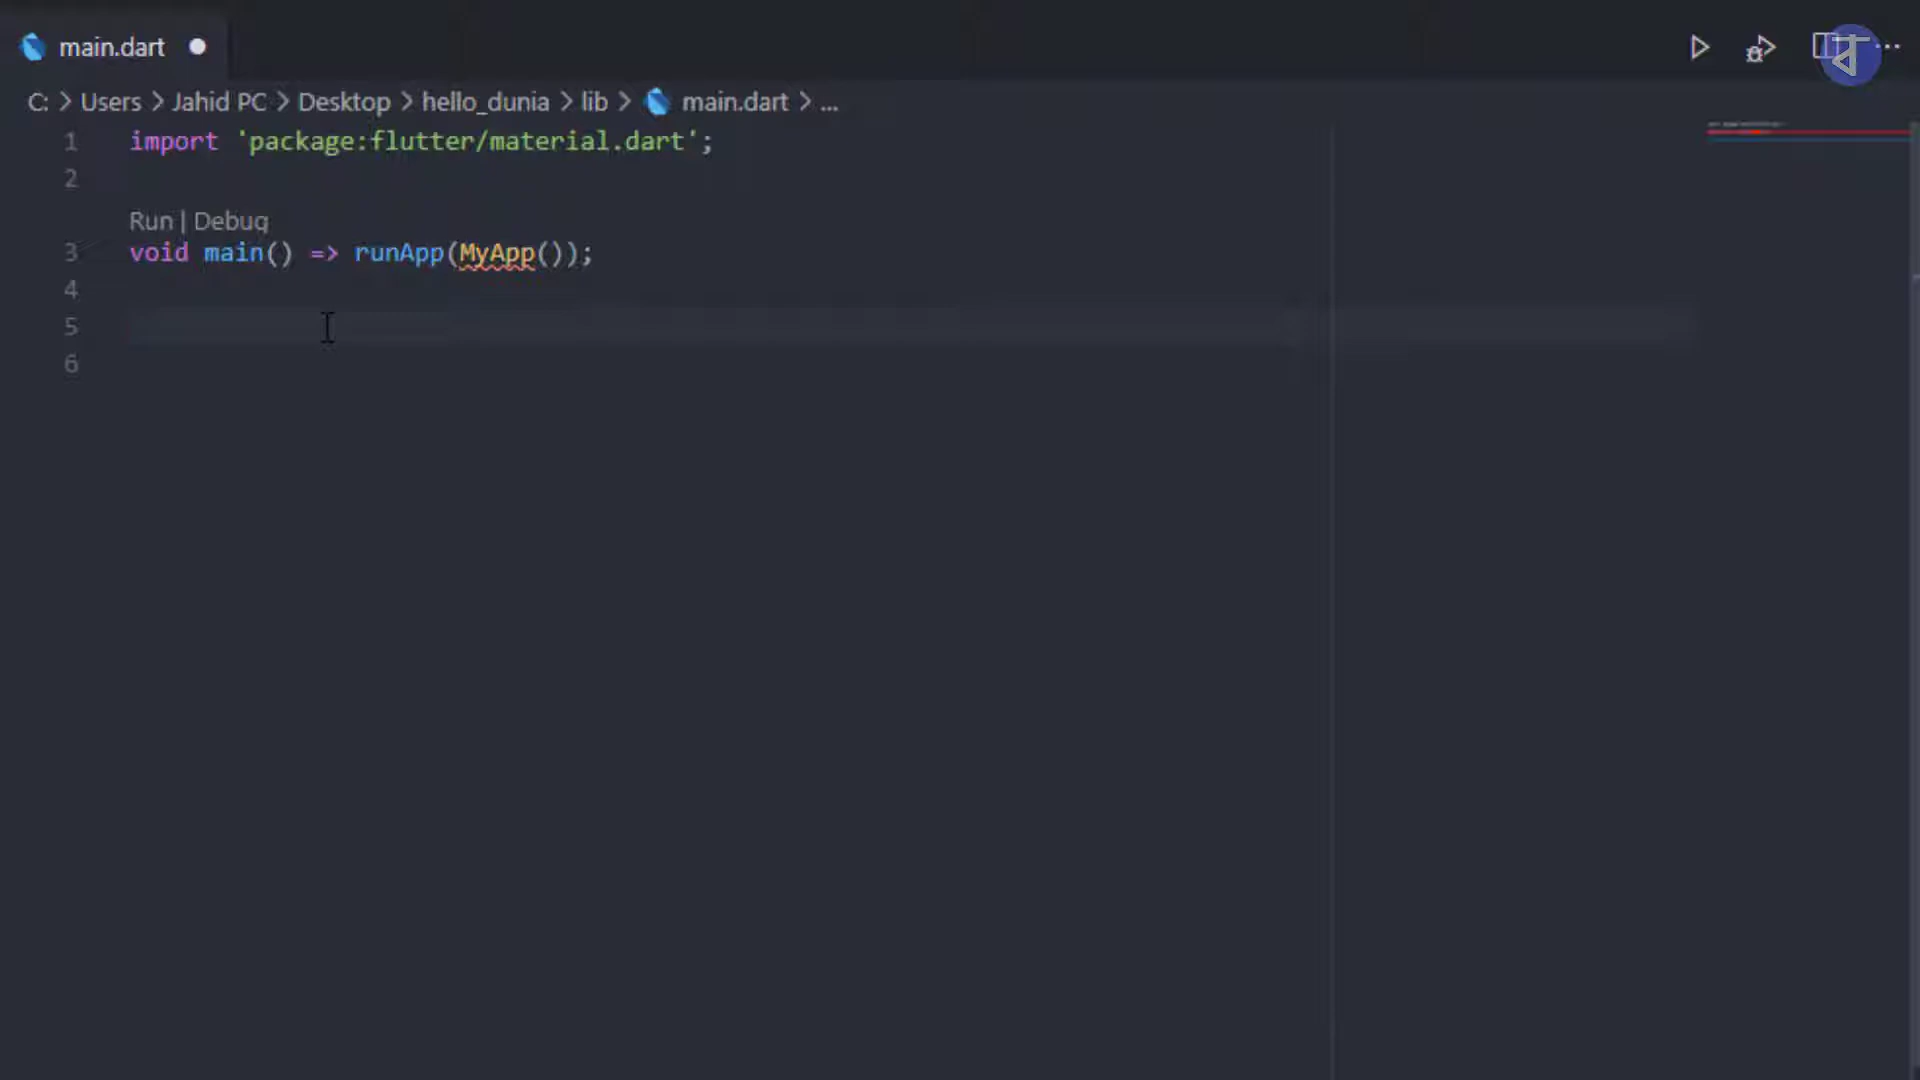 main.dart
C: > Users > Jahid PC > Desktop > hello_dunia > lib > main.dart > ...
1 import 'package:flutter/material.dart';
2
Run | Debug
3 void main() => runApp(MyApp());
4
5
6